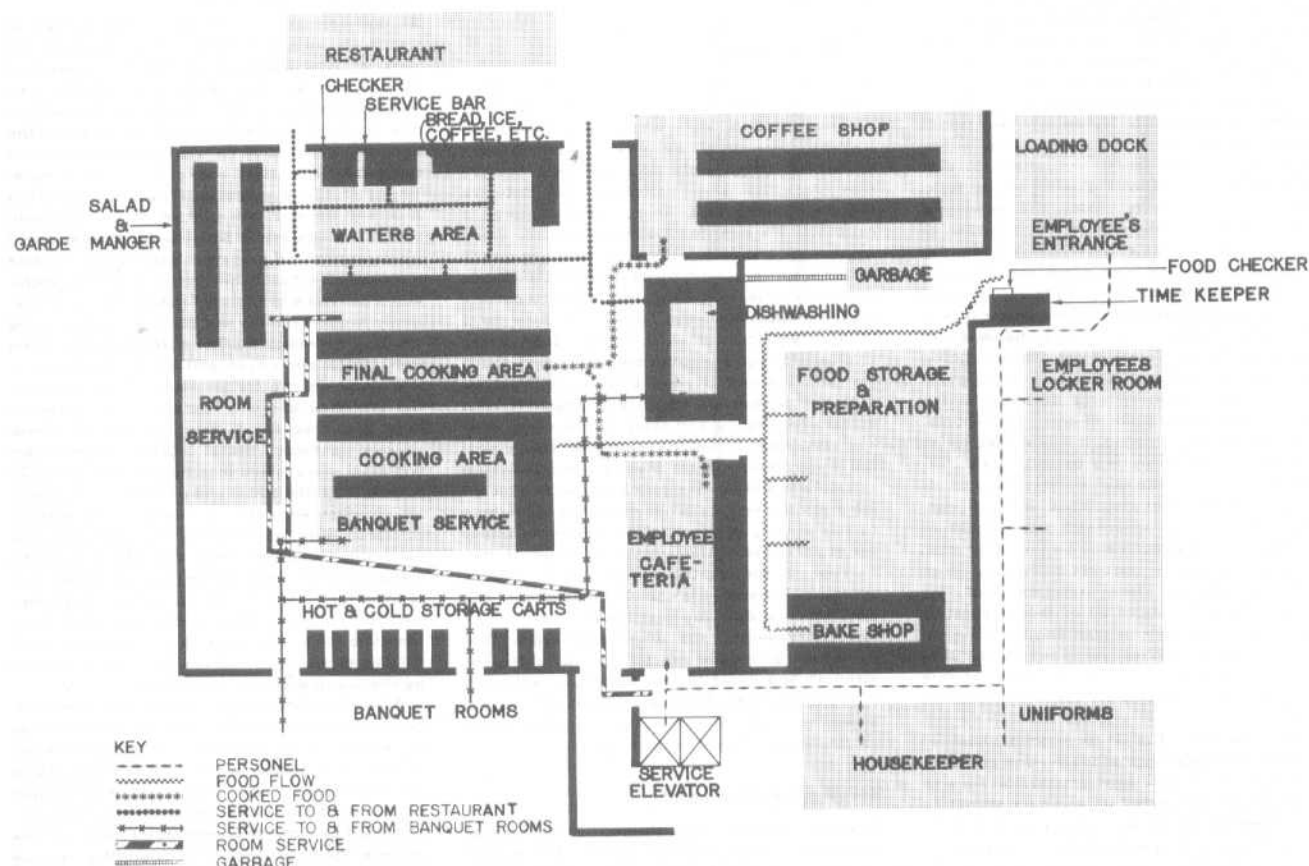 RESTAURANT
CHECKER
SERVICE BAR
BREAD, ICE,
COFFEE, ETC.
COFFEE SHOP
LOADING DOCK
SALAD
&
GARDE MANGER
WAITERS AREA
EMPLOYEE'S
ENTRANCE
GARBAGE
FOOD CHECKER
TIME KEEPER
DISHWASHING
FINAL COOKING AREA
FOOD STORAGE
&
PREPARATION
EMPLOYEES
LOCKER ROOM
ROOM
SERVICE
COOKING AREA
BANQUET SERVICE
EMPLOYEE
CAFE-
TERIA
HOT & COLD STORAGE CARTS
BAKE SHOP
BANQUET ROOMS
UNIFORMS
HOUSEKEEPER
SERVICE
ELEVATOR
KEY
PERSONEL
FOOD FLOW
COOKED FOOD
SERVICE TO & FROM RESTAURANT
SERVICE TO & FROM BANQUET ROOMS
ROOM SERVICE
GARBAGE